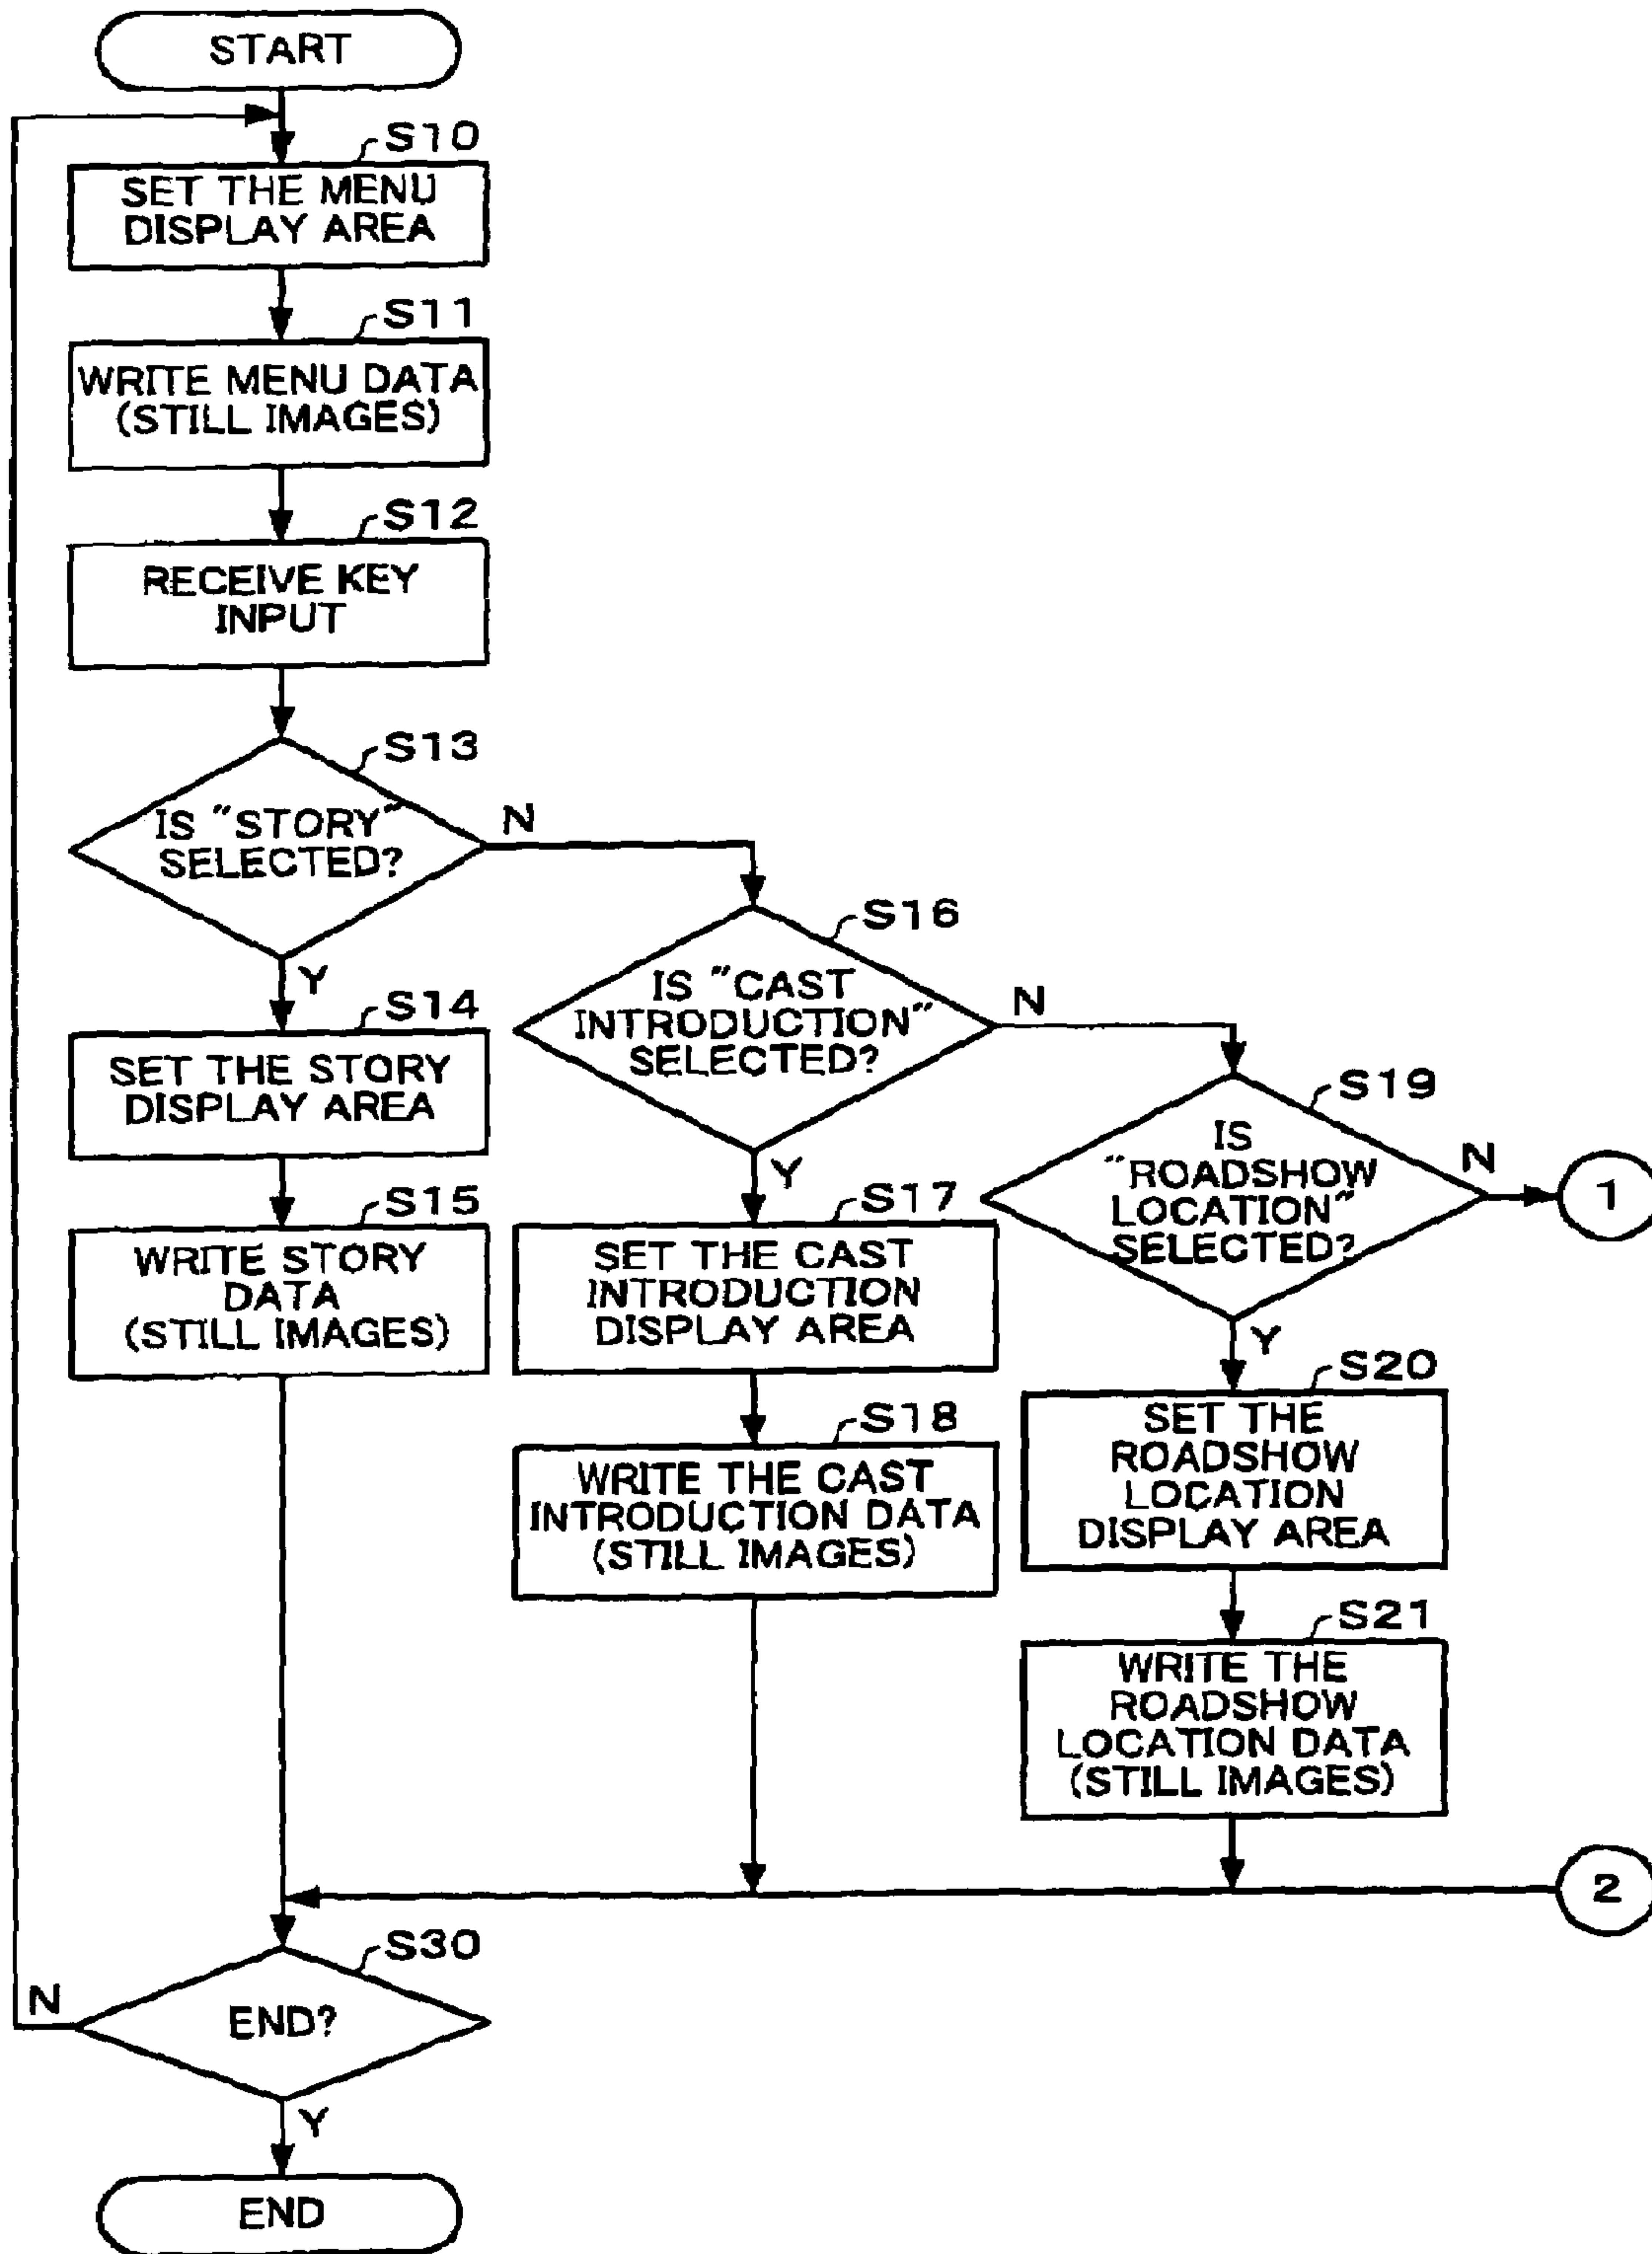 START
S10
SET THE MENU
DISPLAY AREA
S11
WRITE MENU DATA
(STILL IMAGES)
S12
RECEIVE KEY
INPUT
S13
IS "STORY"
SELECTED?
N
Y
S14
SET THE STORY
DISPLAY AREA
S15
WRITE STORY
DATA
(STILL IMAGES)
S16
IS "CAST
INTRODUCTION"
SELECTED?
N
Y
S17
SET THE CAST
INTRODUCTION
DISPLAY AREA
S18
WRITE THE CAST
INTRODUCTION DATA
(STILL IMAGES)
S19
IS
"ROADSHOW
LOCATION"
SELECTED?
N
1
Y
S20
SET THE
ROADSHOW
LOCATION
DISPLAY AREA
S21
WRITE THE
ROADSHOW
LOCATION DATA
(STILL IMAGES)
2
S30
END?
N
Y
END